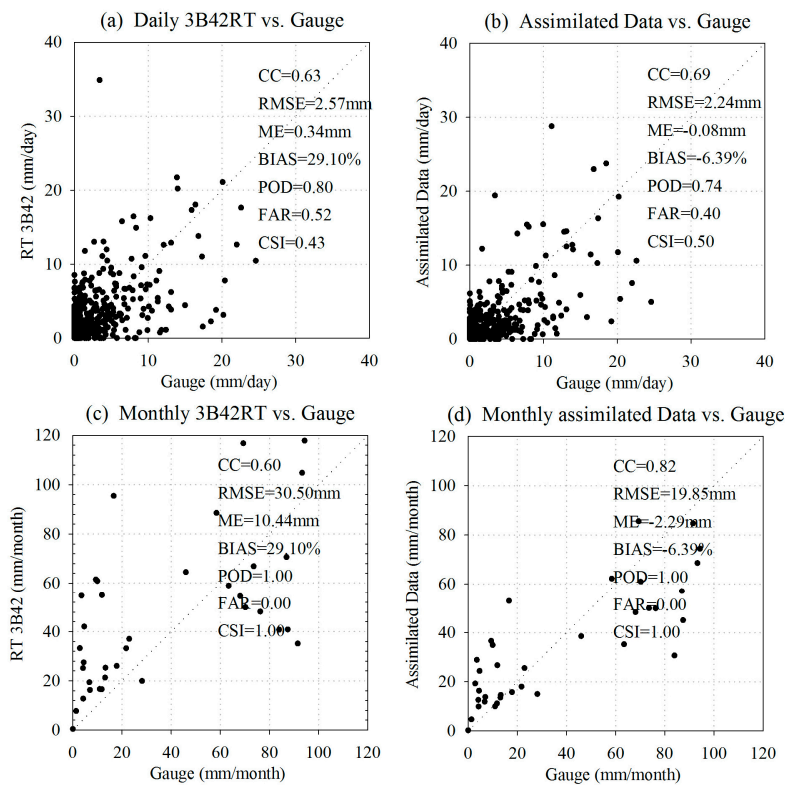 (a) Daily 3B42RT vs. Gauge
40
30
20
10
0
RT 3B42 (mm/day)
CC=0.63
RMSE=2.57mm
ME=0.34mm
BIAS=29.10%
POD=0.80
FAR=0.52
CSI=0.43
0 10 20 30 40
Gauge (mm/day)
(b) Assimilated Data vs. Gauge
40
30
20
10
0
Assimilated Data (mm/day)
CC=0.69
RMSE=2.24mm
ME=-0.08mm
BIAS=-6.39%
POD=0.74
FAR=0.40
CSI=0.50
0 10 20 30 40
Gauge (mm/day)
(c) Monthly 3B42RT vs. Gauge
120
100
80
60
40
20
0
RT 3B42 (mm/month)
CC=0.60
RMSE=30.50mm
ME=10.44mm
BIAS=29.10%
POD=1.00
FAR=0.00
CSI=1.00
0 20 40 60 80 100 120
Gauge (mm/month)
(d) Monthly assimilated Data vs. Gauge
120
100
80
60
40
20
0
Assimilated Data (mm/month)
CC=0.82
RMSE=19.85mm
ME=-2.29mm
BIAS=-6.39%
POD=1.00
FAR=0.00
CSI=1.00
0 20 40 60 80 100 120
Gauge (mm/month)